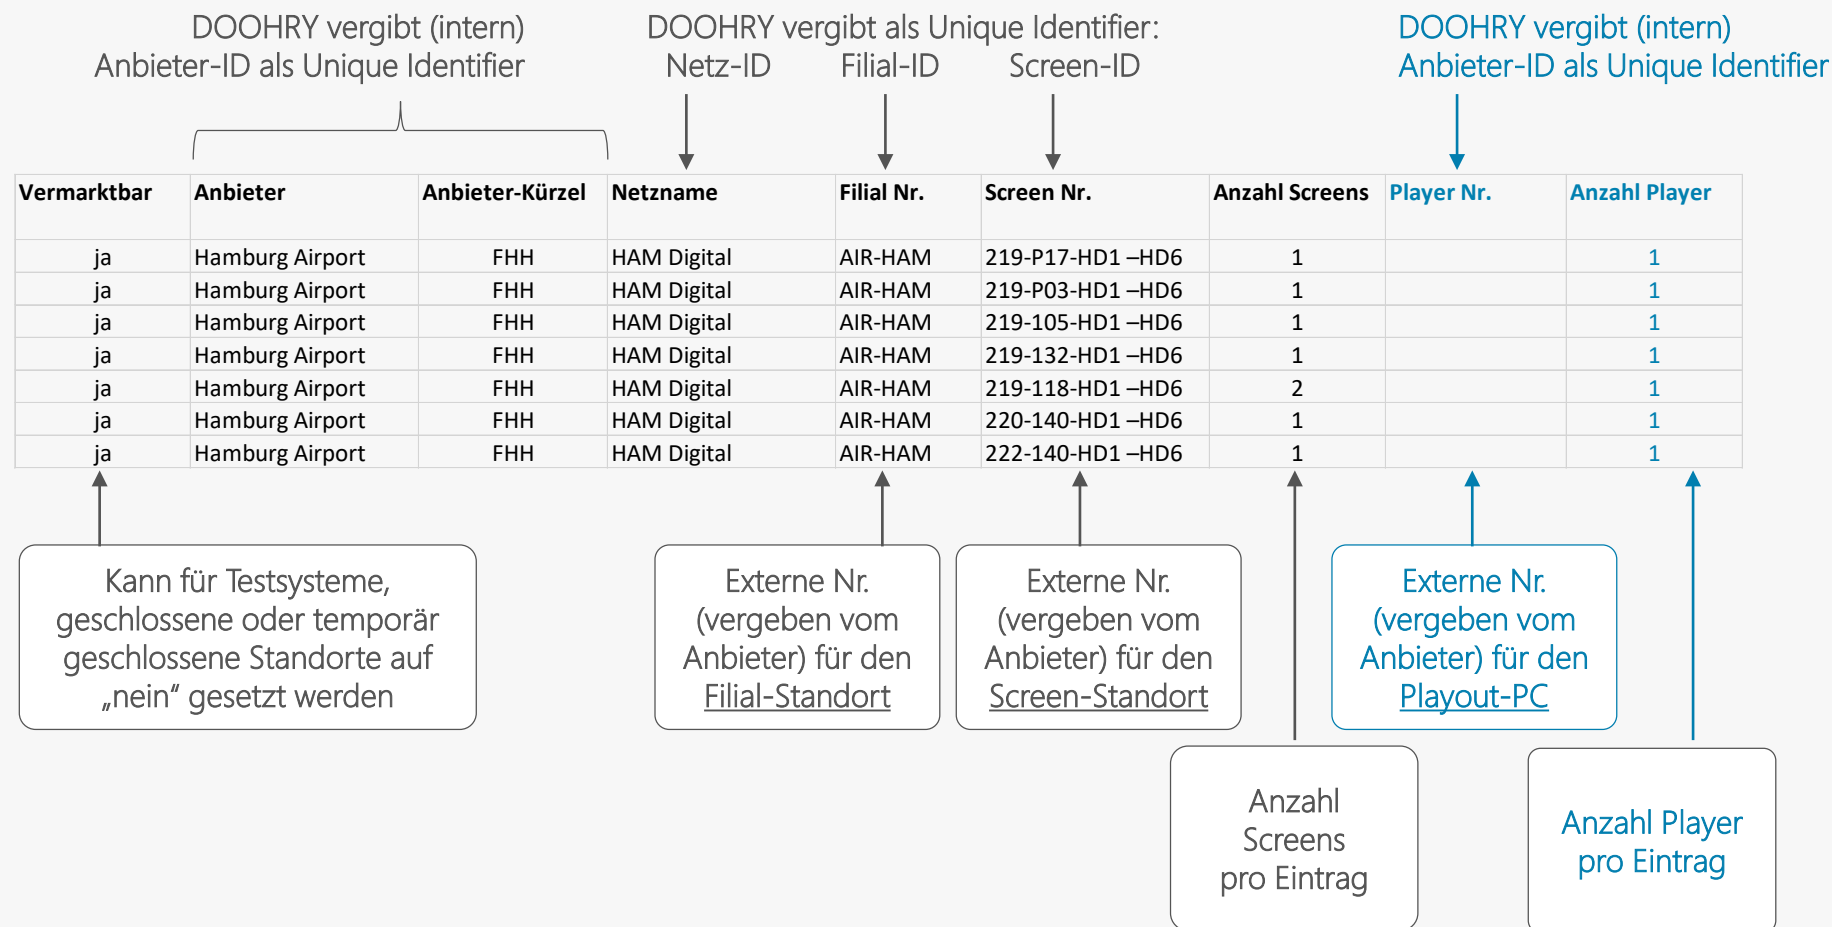 DOOHRY vergibt (intern)
Anbieter-ID als Unique Identifier
DOOHRY vergibt als Unique Identifier:
Netz-ID Filial-ID Screen-ID
DOOHRY vergibt (intern)
Anbieter-ID als Unique Identifier
Vermarktbar Anbieter Anbieter-Kürzel Netzname Filial Nr. Screen Nr. Anzahl Screens Player Nr. Anzahl Player
ja Hamburg Airport FHH HAM Digital AIR-HAM 219-P17-HD1 –HD6 1 1
ja Hamburg Airport FHH HAM Digital AIR-HAM 219-P03-HD1 –HD6 1 1
ja Hamburg Airport FHH HAM Digital AIR-HAM 219-105-HD1 –HD6 1 1
ja Hamburg Airport FHH HAM Digital AIR-HAM 219-132-HD1 –HD6 1 1
ja Hamburg Airport FHH HAM Digital AIR-HAM 219-118-HD1 –HD6 2 1
ja Hamburg Airport FHH HAM Digital AIR-HAM 220-140-HD1 –HD6 1 1
ja Hamburg Airport FHH HAM Digital AIR-HAM 222-140-HD1 –HD6 1 1
Kann für Testsysteme,
geschlossene oder temporär
geschlossene Standorte auf
„nein“ gesetzt werden
Externe Nr.
(vergeben vom
Anbieter) für den
Filial-Standort
Externe Nr.
(vergeben vom
Anbieter) für den
Screen-Standort
Externe Nr.
(vergeben vom
Anbieter) für den
Playout-PC
Anzahl
Screens
pro Eintrag
Anzahl Player
pro Eintrag